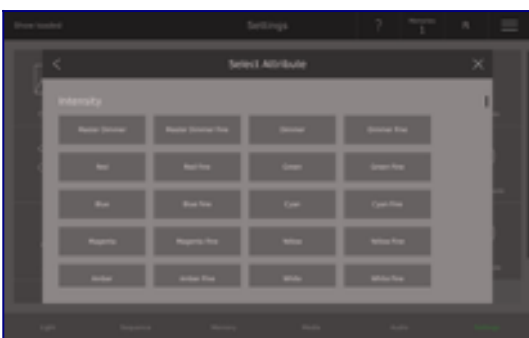 Show loaded Settings ? Memories
1
Select Attribute
Intensity
Master Dimmer Master Dimmer Fine Dimmer Dimmer Fine
Red Red Fine Green Green Fine
Blue Blue Fine Cyan Cyan Fine
Magenta Magenta Fine Yellow Yellow Fine
Amber Amber Fine White White Fine
Light Sequence Memory Media Audio Settings